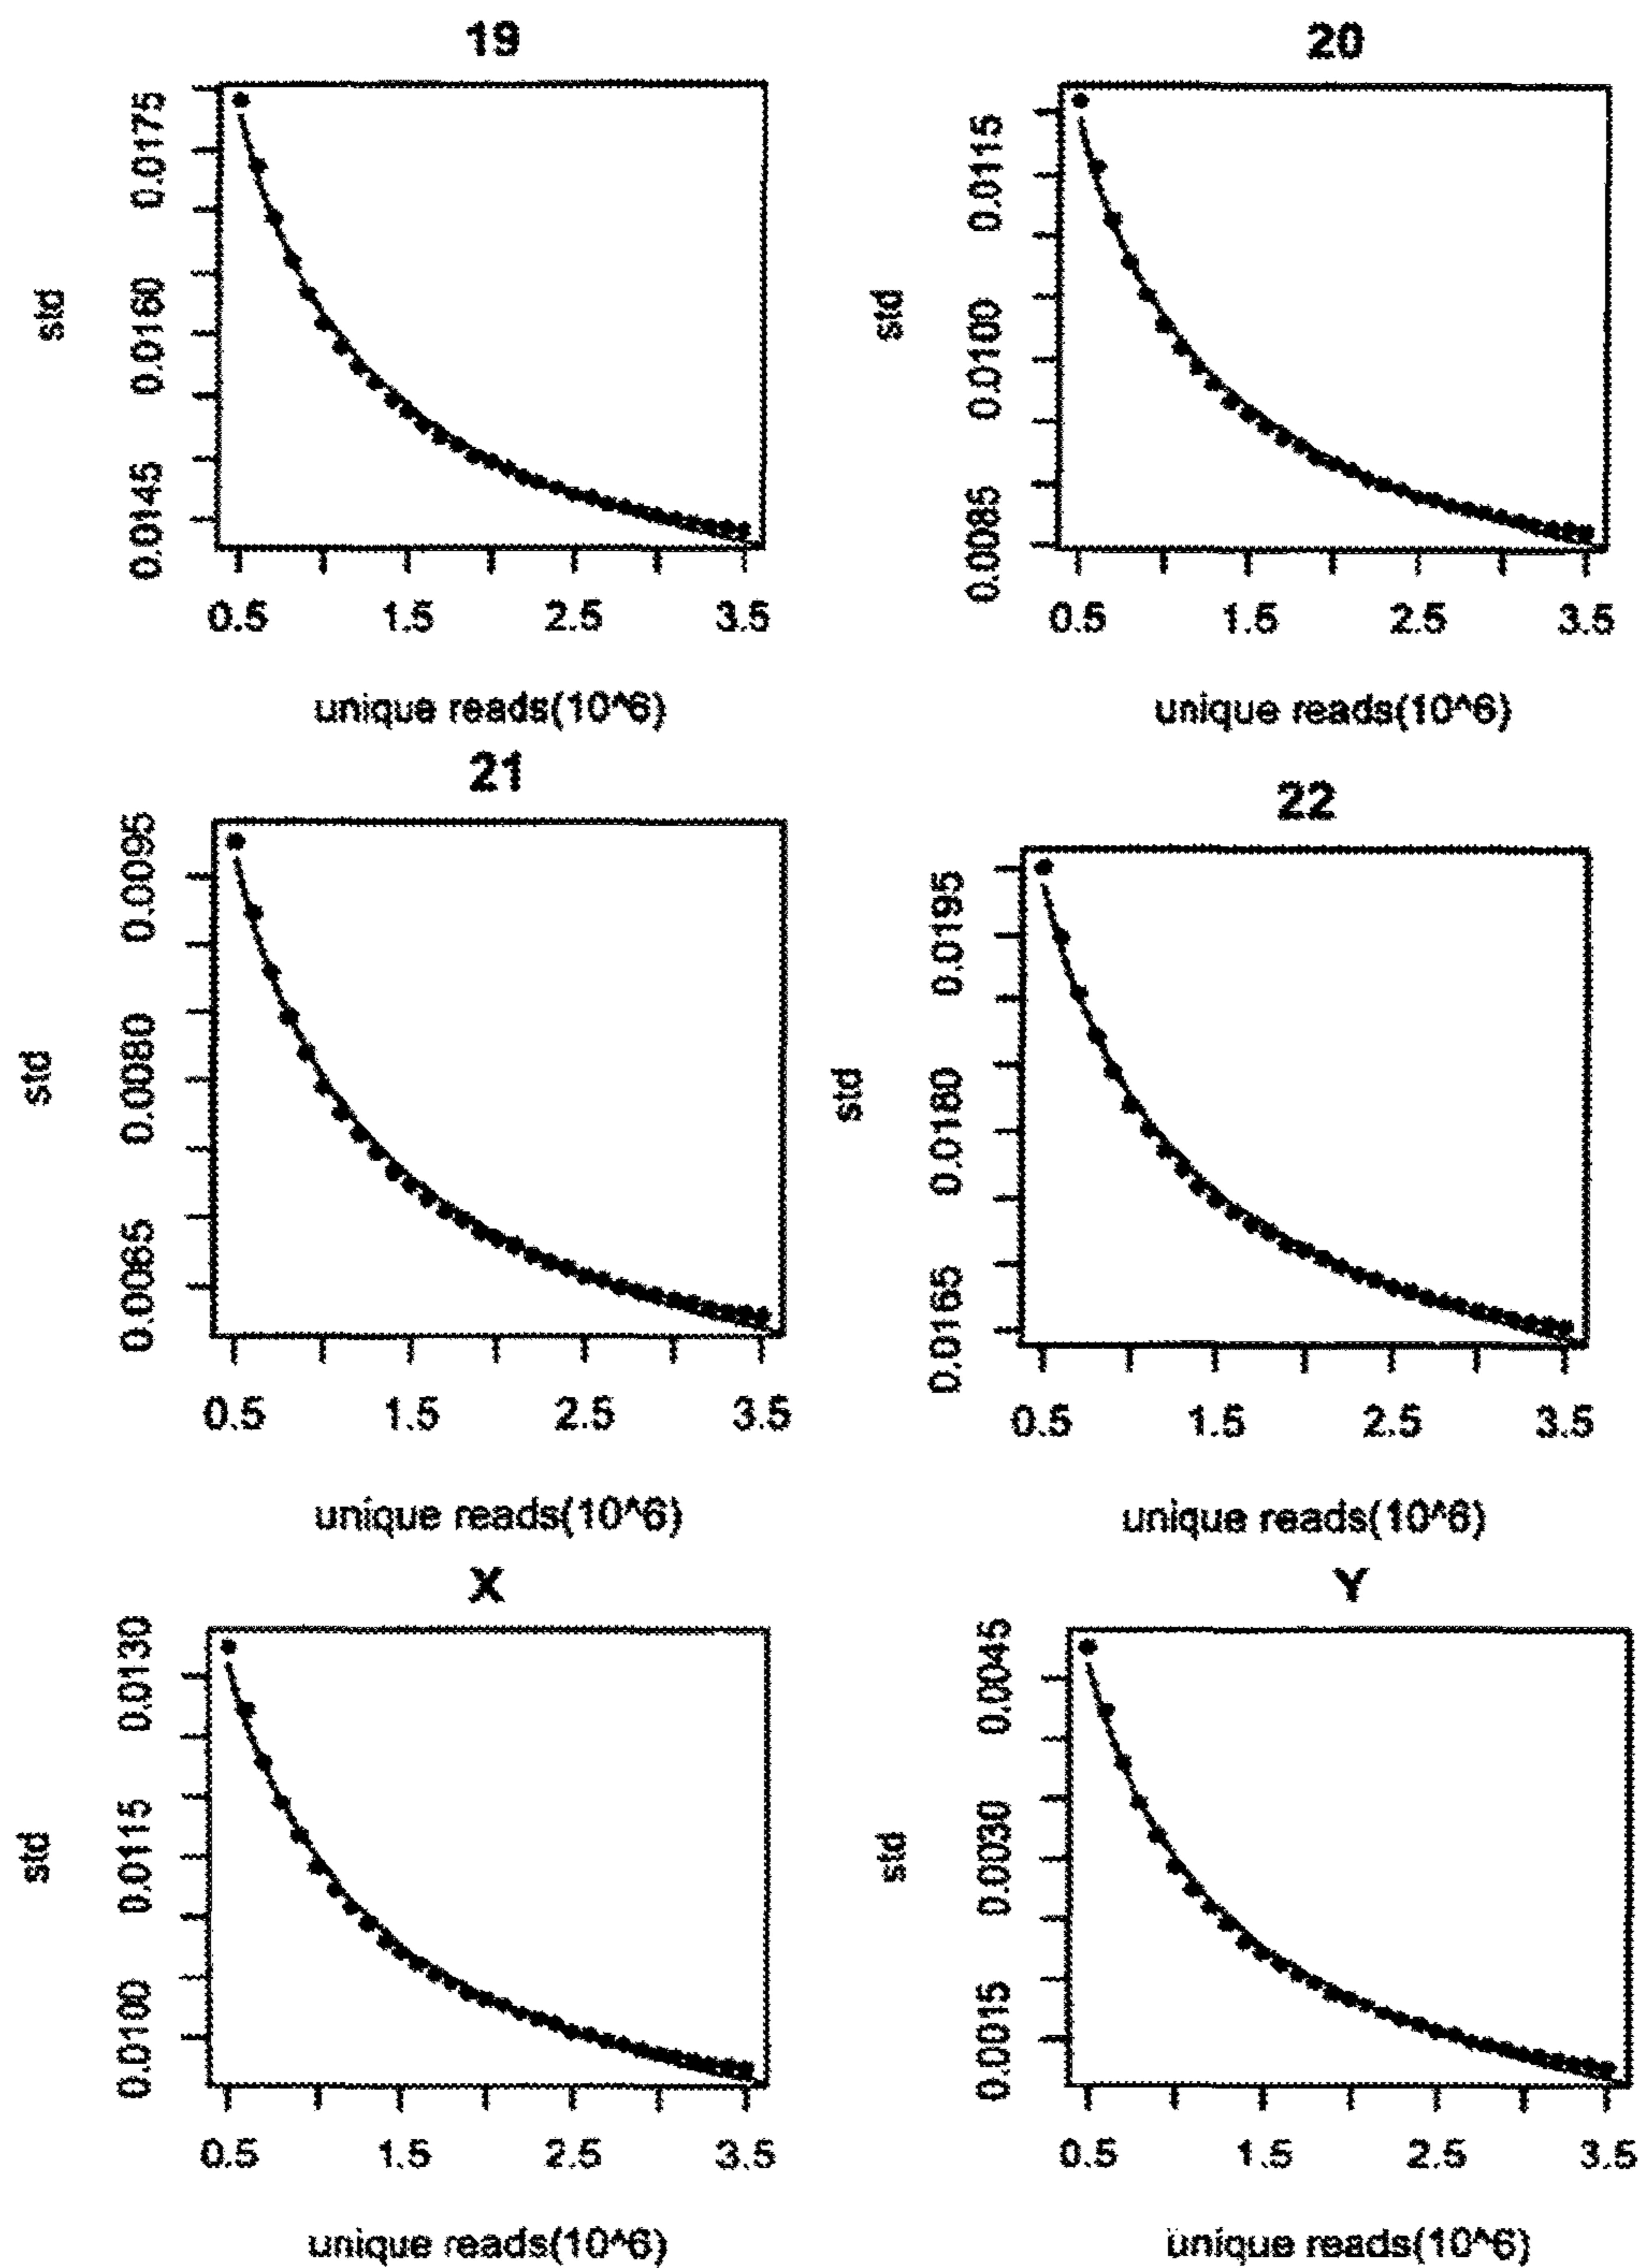 19
std
0.0175
0.0160
0.0145
0.5 1.5 2.5 3.5
unique reads(10^6)
20
std
0.0115
0.0100
0.0085
0.5 1.5 2.5 3.5
unique reads(10^6)
21
std
0.0095
0.0080
0.0065
0.5 1.5 2.5 3.5
unique reads(10^6)
22
std
0.0195
0.0180
0.0165
0.5 1.5 2.5 3.5
unique reads(10^6)
X
std
0.0130
0.0115
0.0100
0.5 1.5 2.5 3.5
unique reads(10^6)
Y
std
0.0045
0.0030
0.0015
0.5 1.5 2.5 3.5
unique reads(10^6)